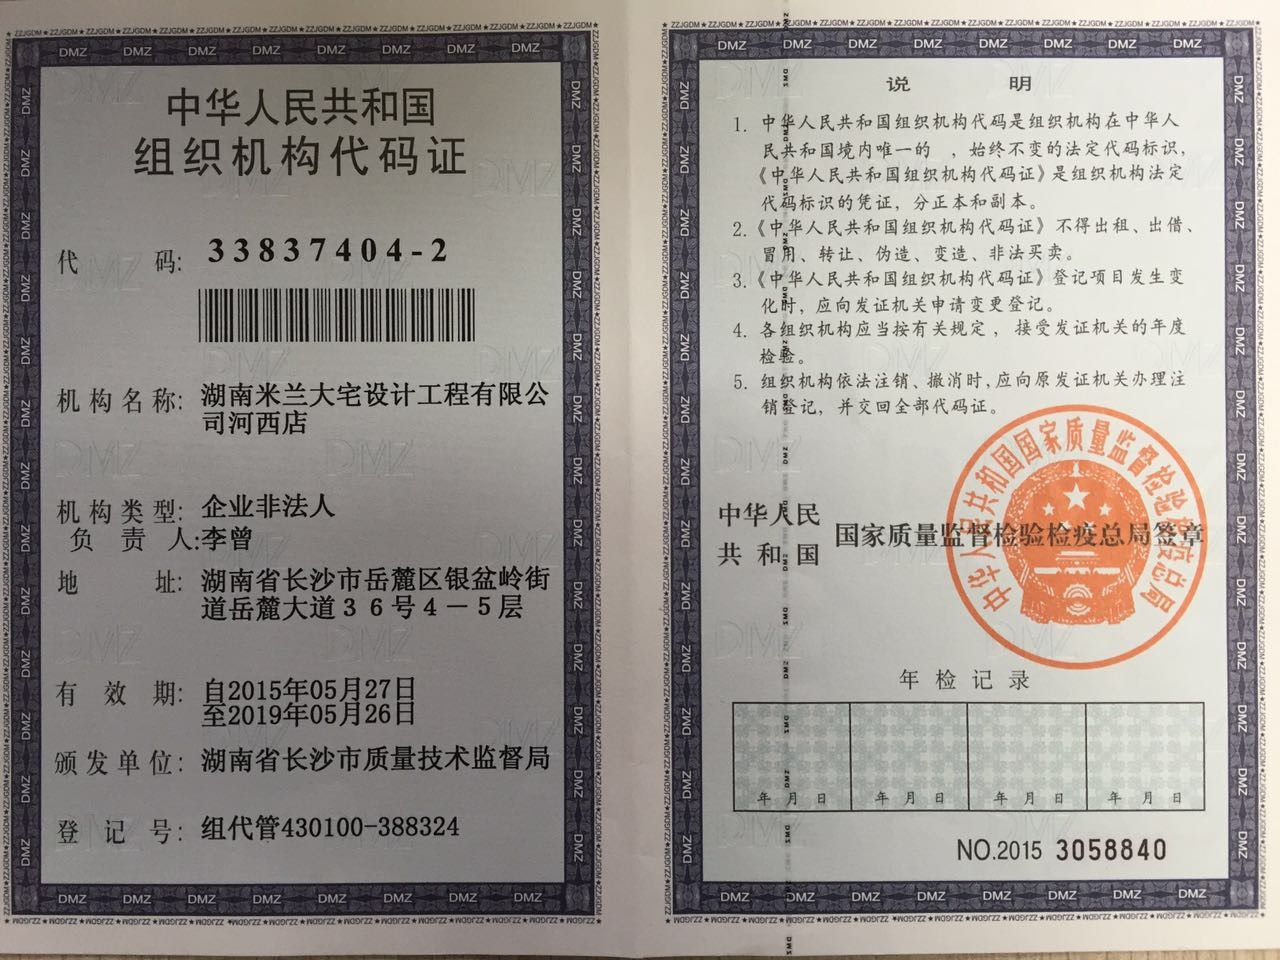 中华人民共和国
组织机构代码证
代 码: 33837404-2
机构名称: 湖南米兰大宅设计工程有限公
司河西店
机构类型: 企业非法人
负 责 人:李曾
地 址: 湖南省长沙市岳麓区银盆岭街
道岳麓大道36号4－5层
有 效 期: 自2015年05月27日
至2019年05月26日
颁发单位: 湖南省长沙市质量技术监督局
登 记 号: 组代管430100-388324
说 明
1. 中华人民共和国组织机构代码是组织机构在中华人
民共和国境内唯一的 ，始终不变的法定代码标识，
《中华人民共和国组织机构代码证》是组织机构法定
代码标识的凭证，分正本和副本。
2.《中华人民共和国组织机构代码证》不得出租、出借、
冒用、转让、伪造、变造、非法买卖。
3.《中华人民共和国组织机构代码证》登记项目发生变
化时，应向发证机关申请变更登记。
4. 各组织机构应当按有关规定，接受发证机关的年度
检验。
5. 组织机构依法注销、撤消时，应向原发证机关办理注
销登记，并交回全部代码证。
中华人民
共和国
国家质量监督检验检疫总局签章
中华人民共和国国家质量监督检验检疫总局
年检记录
年 月 日 年 月 日 年 月 日 年 月 日
NO.2015 3058840